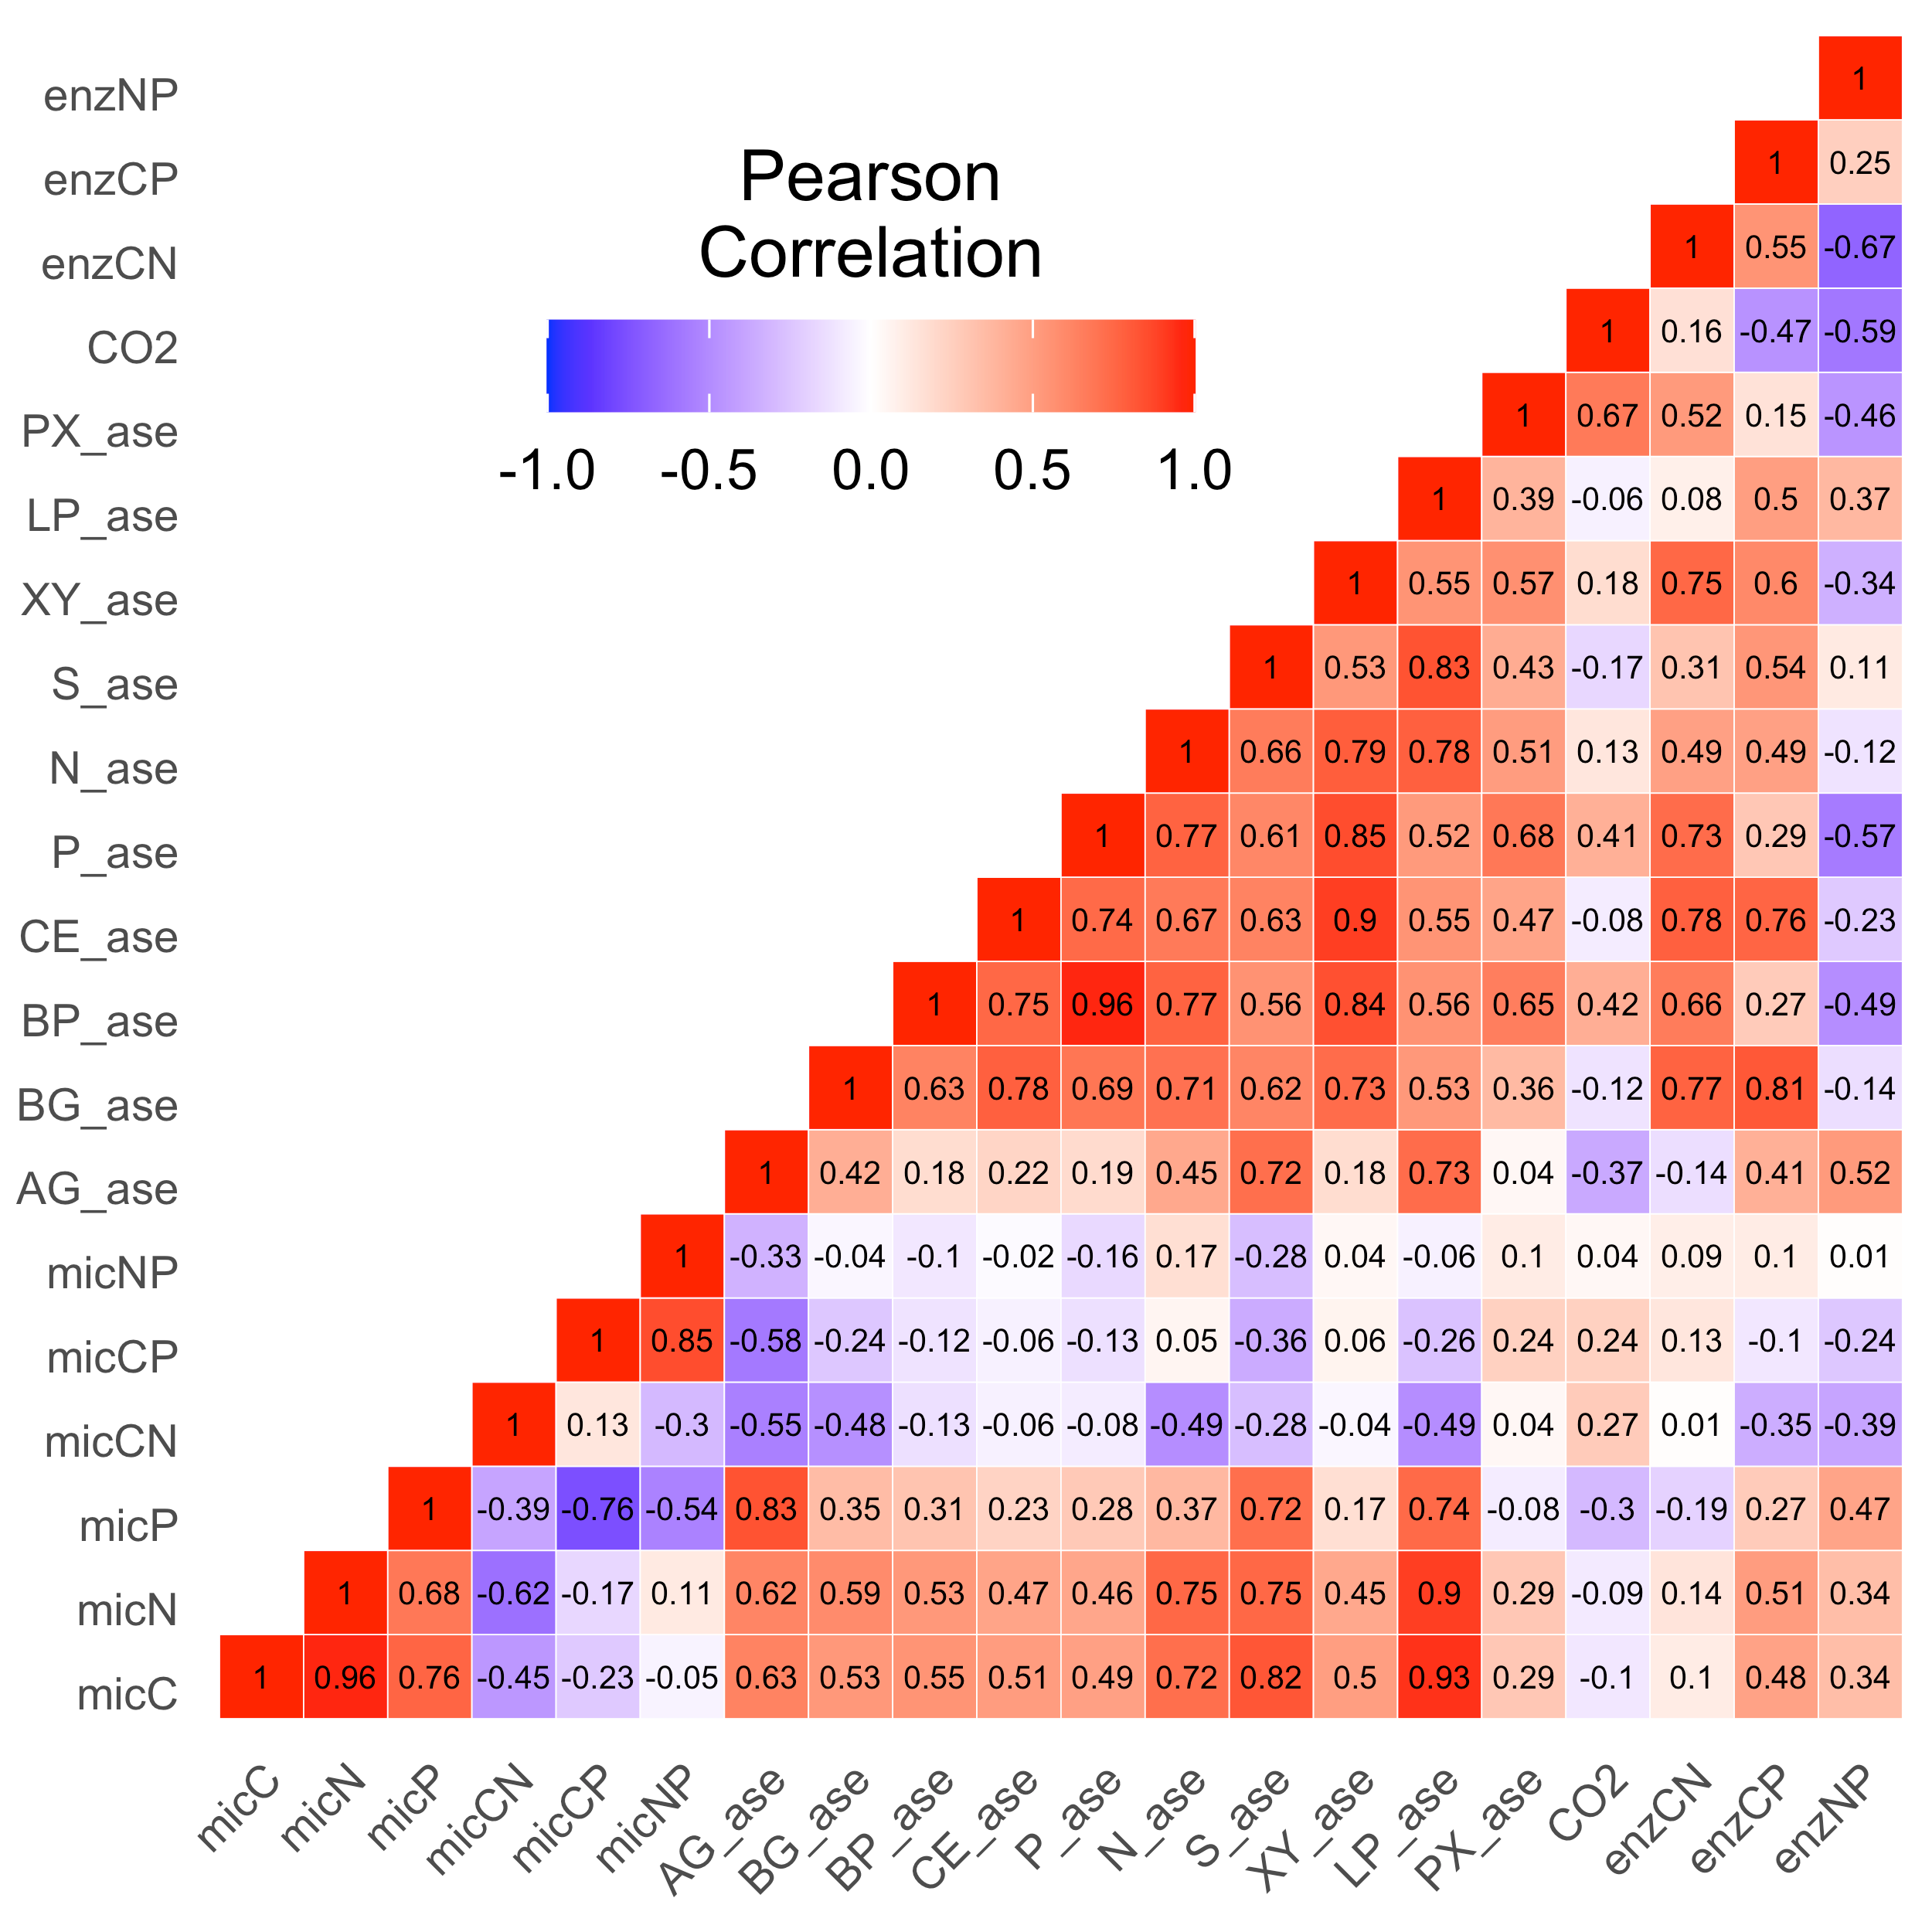 Pearson
Correlation
-1.0 -0.5 0.0 0.5 1.0
enzNP 1
enzCP 1 0.25
enzCN 1 0.55 -0.67
CO2 1 0.16 -0.47 -0.59
PX_ase 1 0.67 0.52 0.15 -0.46
LP_ase 1 0.39 -0.06 0.08 0.5 0.37
XY_ase 1 0.55 0.57 0.18 0.75 0.6 -0.34
S_ase 1 0.53 0.83 0.43 -0.17 0.31 0.54 0.11
N_ase 1 0.66 0.79 0.78 0.51 0.13 0.49 0.49 -0.12
P_ase 1 0.77 0.61 0.85 0.52 0.68 0.41 0.73 0.29 -0.57
CE_ase 1 0.74 0.67 0.63 0.9 0.55 0.47 -0.08 0.78 0.76 -0.23
BP_ase 1 0.75 0.96 0.77 0.56 0.84 0.56 0.65 0.42 0.66 0.27 -0.49
BG_ase 1 0.63 0.78 0.69 0.71 0.62 0.73 0.53 0.36 -0.12 0.77 0.81 -0.14
AG_ase 1 0.42 0.18 0.22 0.19 0.45 0.72 0.18 0.73 0.04 -0.37 -0.14 0.41 0.52
micNP 1 -0.33 -0.04 -0.1 -0.02 -0.16 0.17 -0.28 0.04 -0.06 0.1 0.04 0.09 0.1 0.01
micCP 1 0.85 -0.58 -0.24 -0.12 -0.06 -0.13 0.05 -0.36 0.06 -0.26 0.24 0.24 0.13 -0.1 -0.24
micCN 1 0.13 -0.3 -0.55 -0.48 -0.13 -0.06 -0.08 -0.49 -0.28 -0.04 -0.49 0.04 0.27 0.01 -0.35 -0.39
micP 1 -0.39 -0.76 -0.54 0.83 0.35 0.31 0.23 0.28 0.37 0.72 0.17 0.74 -0.08 -0.3 -0.19 0.27 0.47
micN 1 0.68 -0.62 -0.17 0.11 0.62 0.59 0.53 0.47 0.46 0.75 0.75 0.45 0.9 0.29 -0.09 0.14 0.51 0.34
micC 1 0.96 0.76 -0.45 -0.23 -0.05 0.63 0.53 0.55 0.51 0.49 0.72 0.82 0.5 0.93 0.29 -0.1 0.1 0.48 0.34
micC micN micP micCN micCP micNP AG_ase BG_ase BP_ase CE_ase P_ase N_ase S_ase XY_ase LP_ase PX_ase CO2 enzCN enzCP enzNP